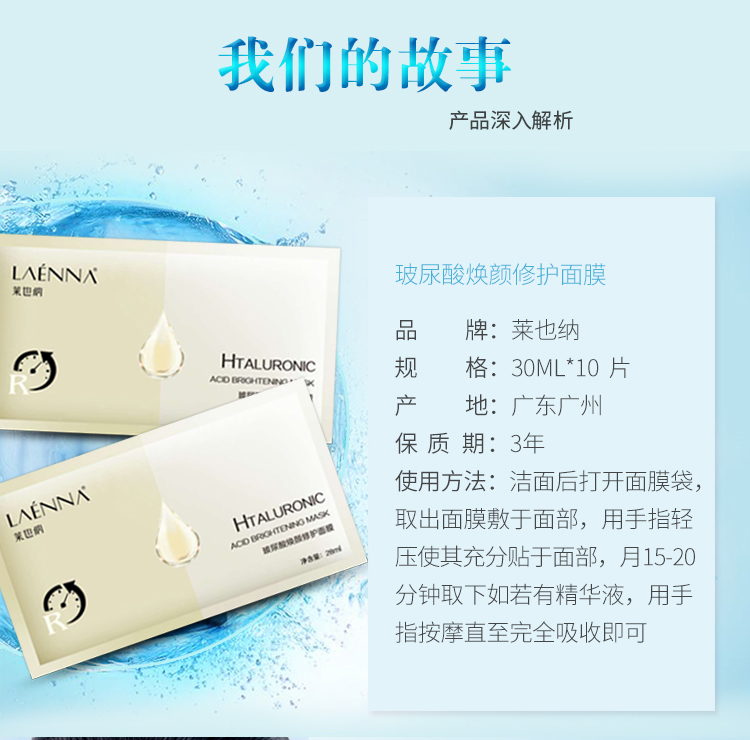 我们的故事
产品深入解析
LAÉNNA®
莱也纳
R
HTALURONIC
ACID BRIGHTENING MASK
LAÉNNA®
莱也纳
R
HTALURONIC
ACID BRIGHTENING MASK
玻尿酸焕颜修护面膜
净含量：28ml
玻尿酸焕颜修护面膜
品 牌：莱也纳
规 格：30ML*10 片
产 地：广东广州
保 质 期：3年
使用方法：洁面后打开面膜袋，
取出面膜敷于面部，用手指轻
压使其充分贴于面部，月15-20
分钟取下如若有精华液，用手
指按摩直至完全吸收即可